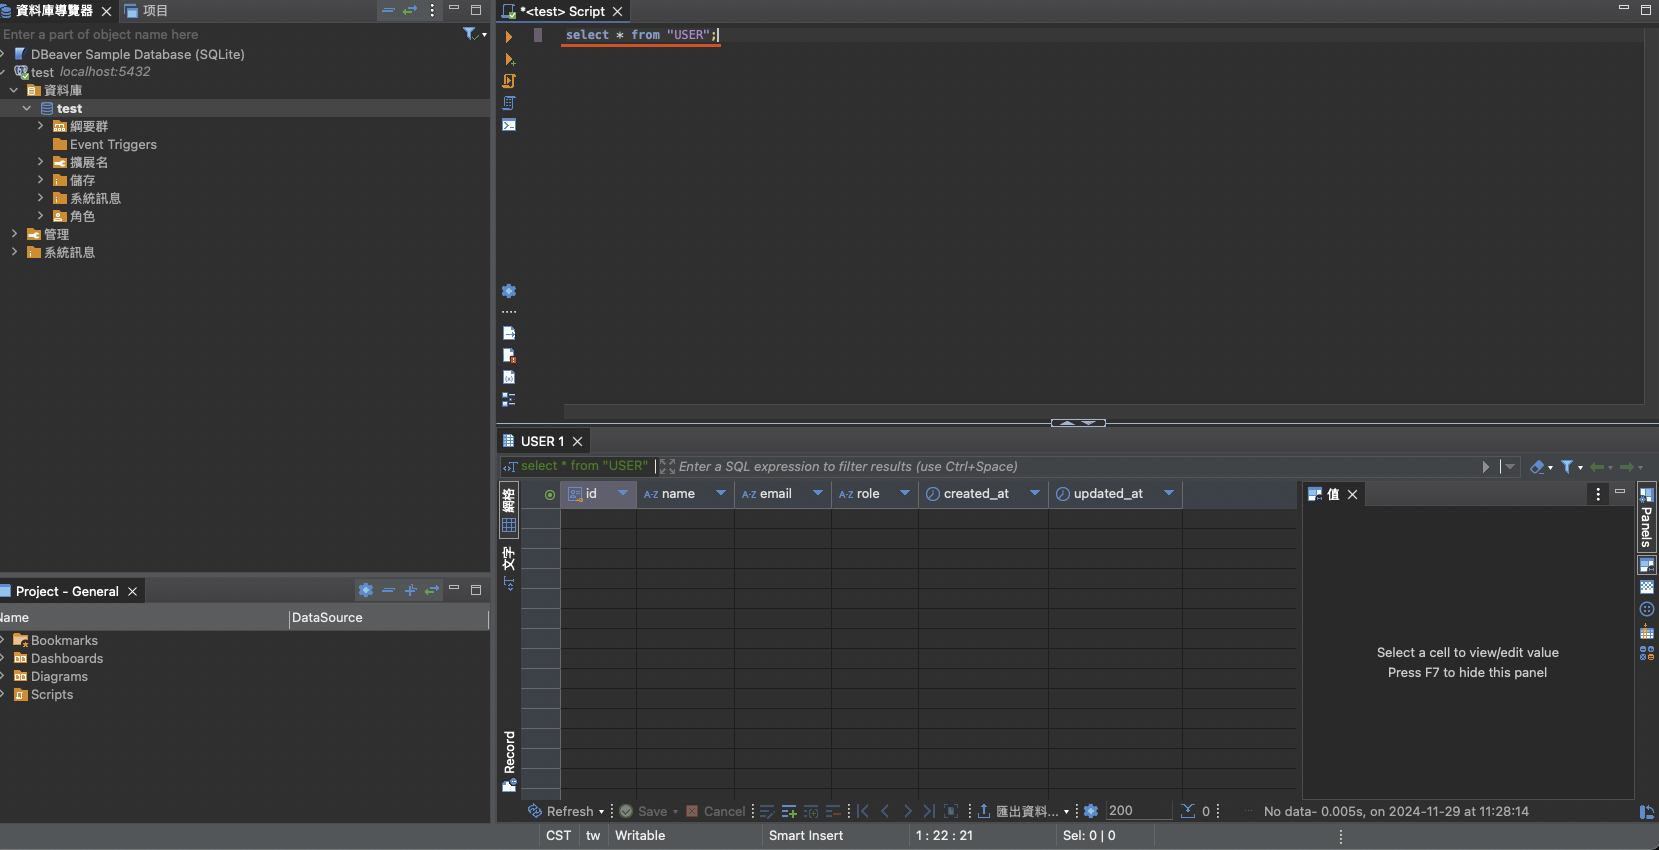 資料庫導覽器
项目
Enter a part of object name here
DBeaver Sample Database (SQLite)
test localhost:5432
資料庫
test
綱要群
Event Triggers
擴展名
儲存
系統訊息
角色
管理
系統訊息
Project - General
Name DataSource
Bookmarks
Dashboards
Diagrams
Scripts
*<test> Script
select * from "USER";
USER 1
select * from "USER" Enter a SQL expression to filter results (use Ctrl+Space)
網格
文字
Record
id A-Z name A-Z email A-Z role created_at updated_at
值
Panels
Select a cell to view/edit value
Press F7 to hide this panel
Refresh Save Cancel 匯出資料... 200 0 No data- 0.005s, on 2024-11-29 at 11:28:14
CST tw Writable Smart Insert 1 : 22 : 21 Sel: 0 | 0